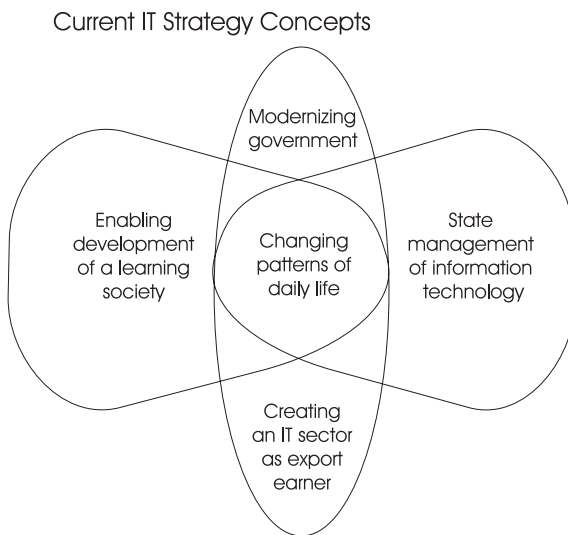 Current IT Strategy Concepts
Modernizing
government
Enabling
development
of a learning
society
Changing
patterns of
daily life
State
management
of information
technology
Creating
an IT sector
as export
earner